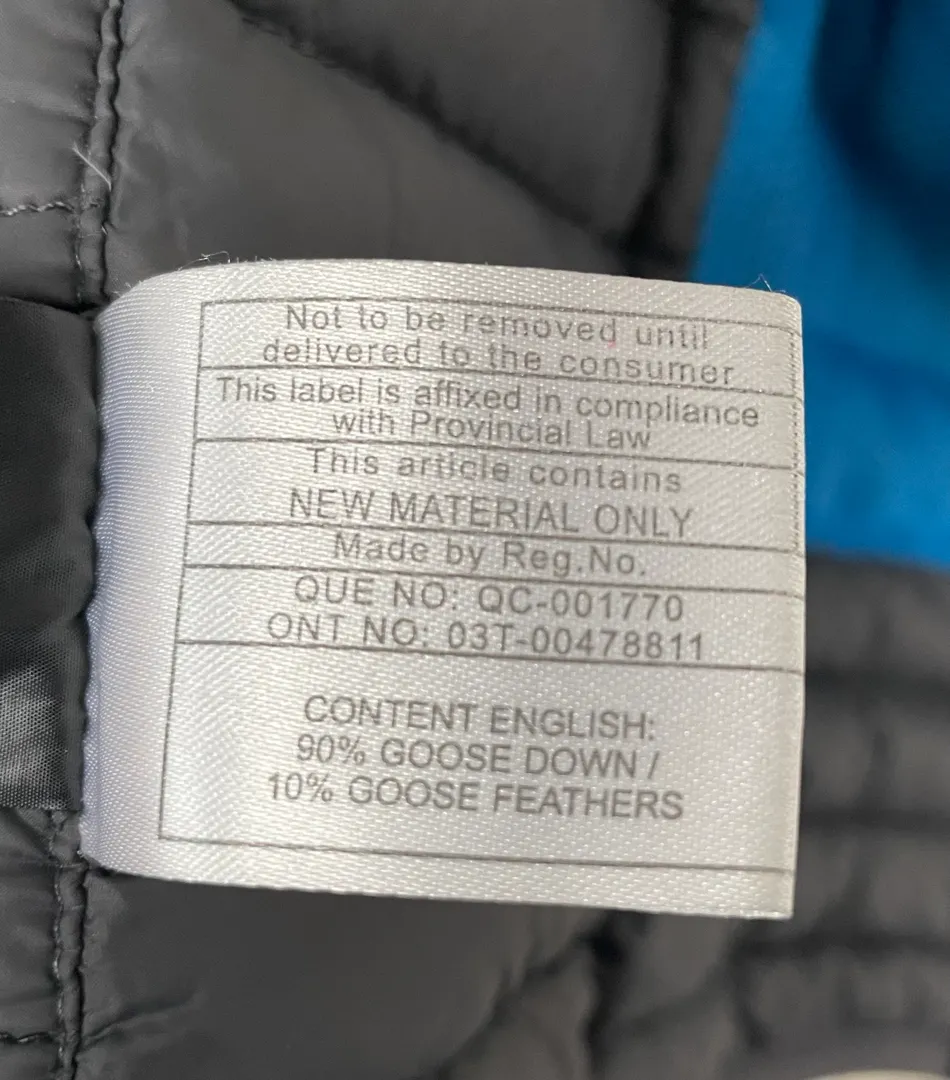 Not to be removed until
delivered to the consumer
This label is affixed in compliance
with Provincial Law
This article contains
NEW MATERIAL ONLY
Made by Reg.No.
QUE NO: QC-001770
ONT NO: 03T-00478811
CONTENT ENGLISH:
90% GOOSE DOWN /
10% GOOSE FEATHERS